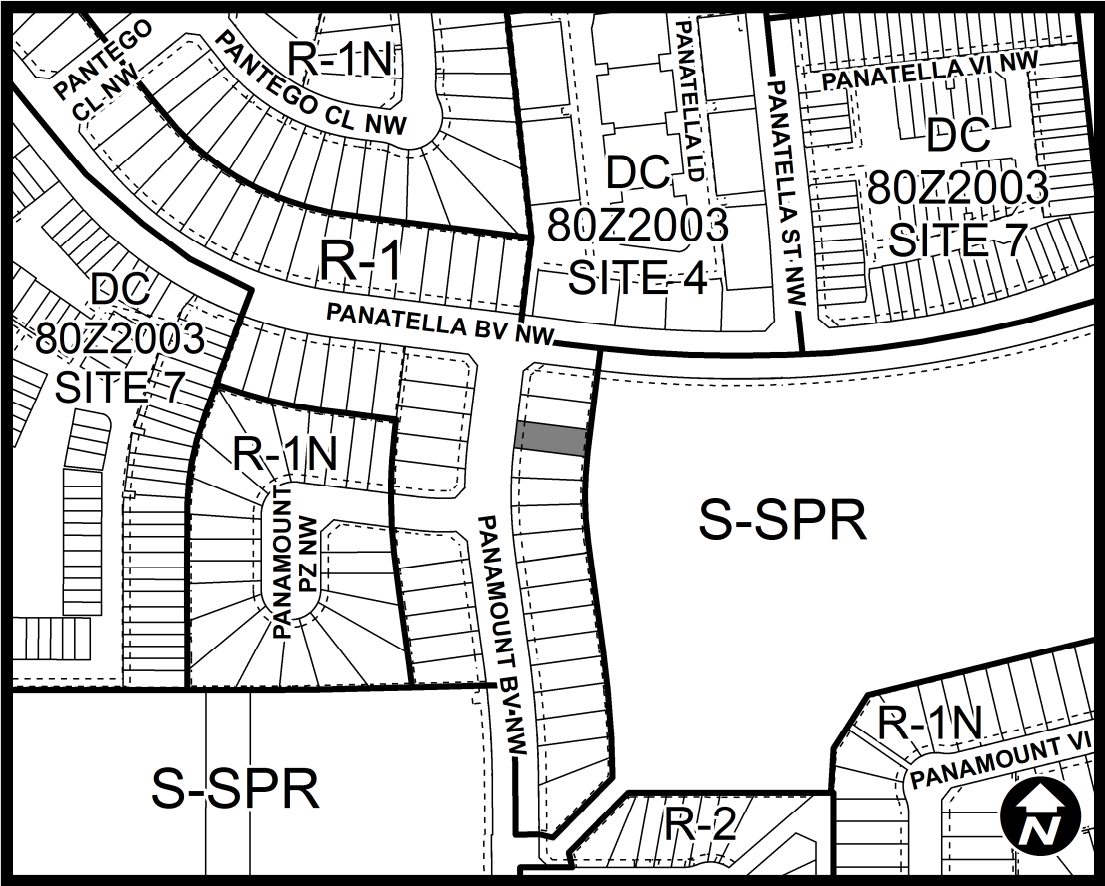 PANTEGO
CL NW
PANTEGO CL NW
R-1N
PANATELLA LD
PANATELLA ST NW
PANATELLA VI NW
DC
80Z2003
SITE 4
DC
80Z2003
SITE 7
R-1
PANATELLA BV NW
DC
80Z2003
SITE 7
R-1N
PANAMOUNT
PZ NW
PANAMOUNT BV NW
S-SPR
S-SPR
R-1N
PANAMOUNT VI
R-2
N